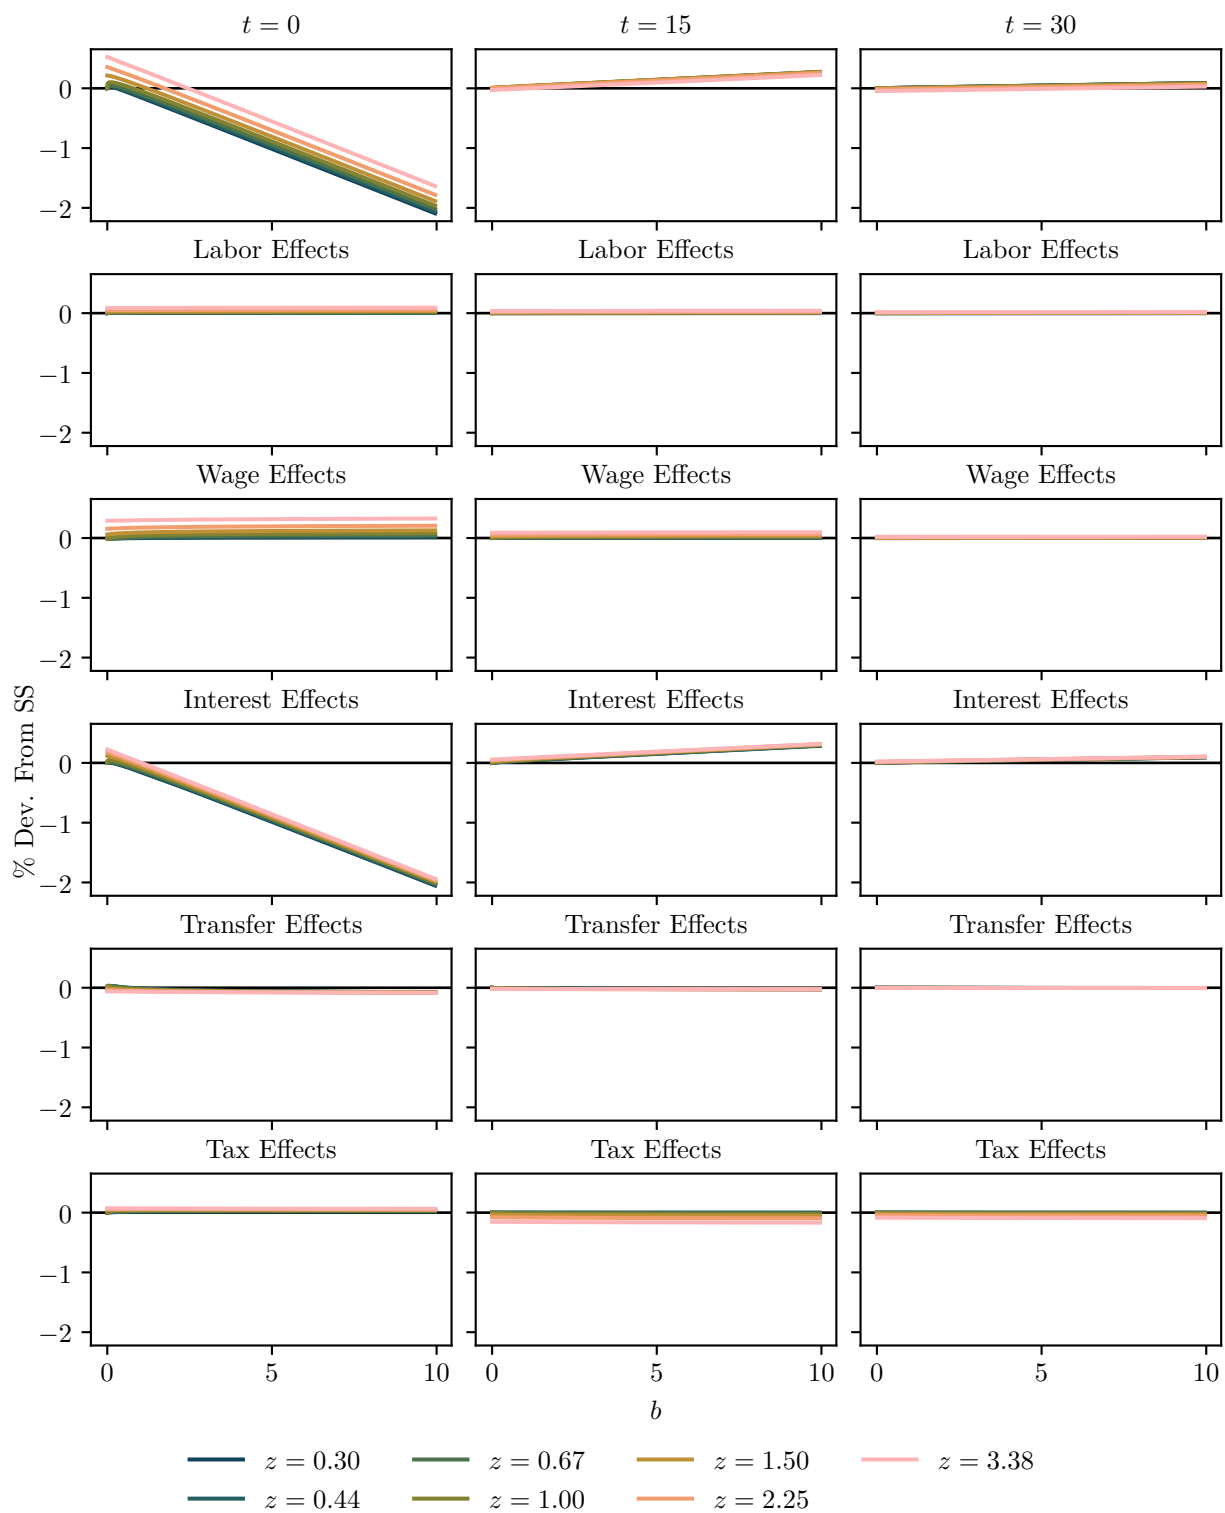 t = 0 t = 15 t = 30
0
−1
−2
Labor Effects Labor Effects Labor Effects
0
−1
−2
Wage Effects Wage Effects Wage Effects
0
−1
−2
% Dev. From SS
Interest Effects Interest Effects Interest Effects
0
−1
−2
Transfer Effects Transfer Effects Transfer Effects
0
−1
−2
Tax Effects Tax Effects Tax Effects
0
−1
−2
0 5 10 0 5 10 0 5 10
b
z = 0.30 z = 0.67 z = 1.50 z = 3.38
z = 0.44 z = 1.00 z = 2.25